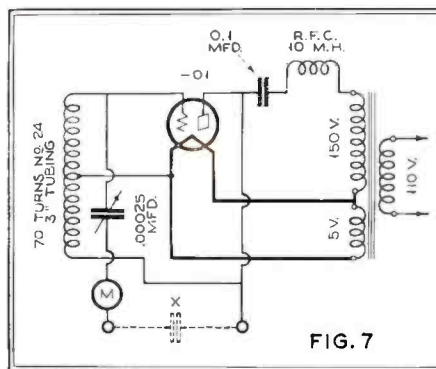 0.1
MFD.
R.F.C.
10 M.H.
-01
70 TURNS No. 24
3" TUBING
.00025
MFD.
150 V.
110 V.
5 V.
M
X
FIG. 7